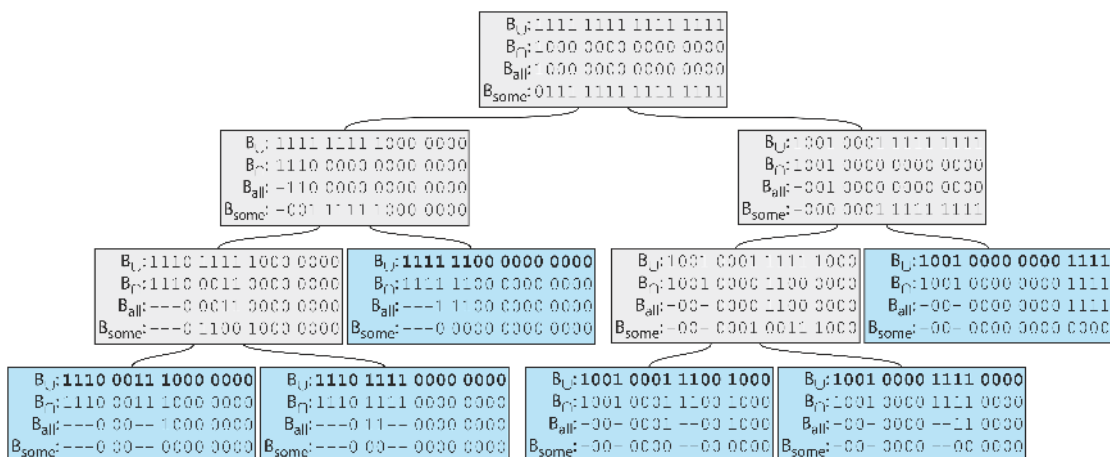 B∪:1111 1111 1111 1111
B∩:1000 0000 0000 0000
Ball:1000 0000 0000 0000
Bsome:0111 1111 1111 1111
B∪: 1111 1111 1000 0000
B∩: 1110 0000 0000 0000
Ball: -110 0000 0000 0000
Bsome: -001 1111 1000 0000
B∪:1001 0001 1111 1111
B∩:1001 0000 0000 0000
Ball: -001 0000 0000 0000
Bsome: -000 0001 1111 1111
B∪:1110 1111 1000 0000
B∩:1110 0011 0000 0000
Ball:---0 0011 0000 0000
Bsome:---0 1100 1000 0000
B∪:1111 1100 0000 0000
B∩:1111 1100 0000 0000
Ball:---1 1100 0000 0000
Bsome:---0 0000 0000 0000
B∪:1001 0001 1111 1000
B∩:1001 0000 1100 0000
Ball:-00- 0000 1100 0000
Bsome:-00- 0001 0011 1000
B∪:1001 0000 0000 1111
B∩:1001 0000 0000 1111
Ball:-00- 0000 0000 1111
Bsome:-00- 0000 0000 0000
B∪:1110 0011 1000 0000
B∩:1110 0011 1000 0000
Ball:---0 00-- 1000 0000
Bsome:---0 00-- 0000 0000
B∪:1110 1111 0000 0000
B∩:1110 1111 0000 0000
Ball:---0 11-- 0000 0000
Bsome:---0 00-- 0000 0000
B∪:1001 0001 1100 1000
B∩:1001 0001 1100 1000
Ball:-00- 0001 --00 1000
Bsome:-00- 0000 --00 0000
B∪:1001 0000 1111 0000
B∩:1001 0000 1111 0000
Ball:-00- 0000 --11 0000
Bsome:-00- 0000 --00 0000